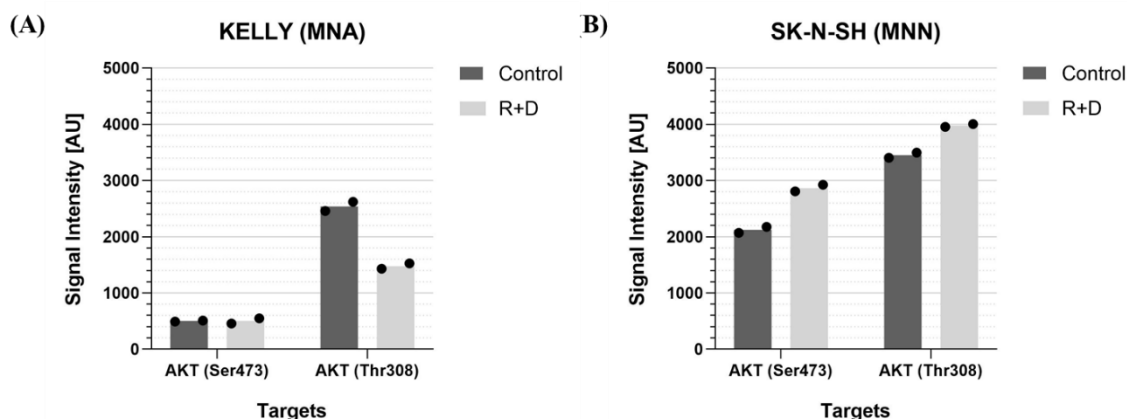 (A)
KELLY (MNA)
Signal Intensity [AU]
5000
4000
3000
2000
1000
0
AKT (Ser473)
AKT (Thr308)
Targets
Control
R+D
B)
SK-N-SH (MNN)
Signal Intensity [AU]
5000
4000
3000
2000
1000
0
AKT (Ser473)
AKT (Thr308)
Targets
Control
R+D